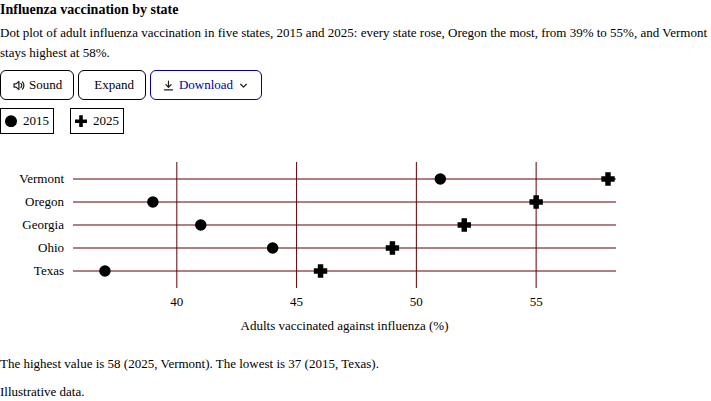 Influenza vaccination by state
Dot plot of adult influenza vaccination in five states, 2015 and 2025: every state rose, Oregon the most, from 39% to 55%, and Vermont
stays highest at 58%.
Sound Expand Download
2015 2025
Vermont
Oregon
Georgia
Ohio
Texas
40 45 50 55
Adults vaccinated against influenza (%)
The highest value is 58 (2025, Vermont). The lowest is 37 (2015, Texas).
Illustrative data.